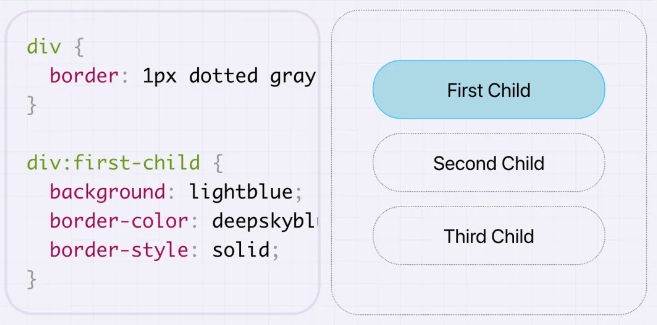 div {
border: 1px dotted gray
}
div:first-child {
background: lightblue;
border-color: deepskyblu
border-style: solid;
}
First Child
Second Child
Third Child